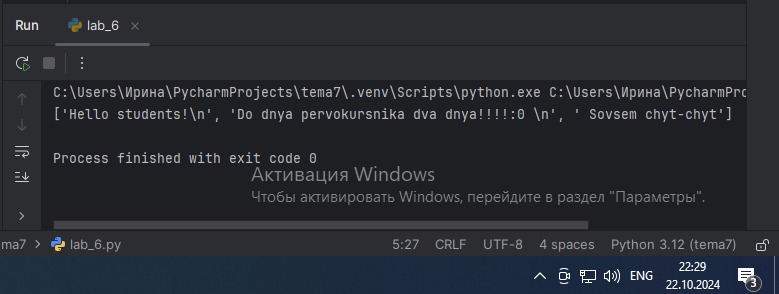 Run lab_6
C:\Users\Ирина\PycharmProjects\tema7\.venv\Scripts\python.exe C:\Users\Ирина\PycharmPro
['Hello students!\n', 'Do dnya pervokursnika dva dnya!!!!:0 \n', ' Sovsem chyt-chyt']
Process finished with exit code 0
Активация Windows
Чтобы активировать Windows, перейдите в раздел "Параметры".
ma7 > lab_6.py 5:27 CRLF UTF-8 4 spaces Python 3.12 (tema7)
ENG 22:29
22.10.2024 3